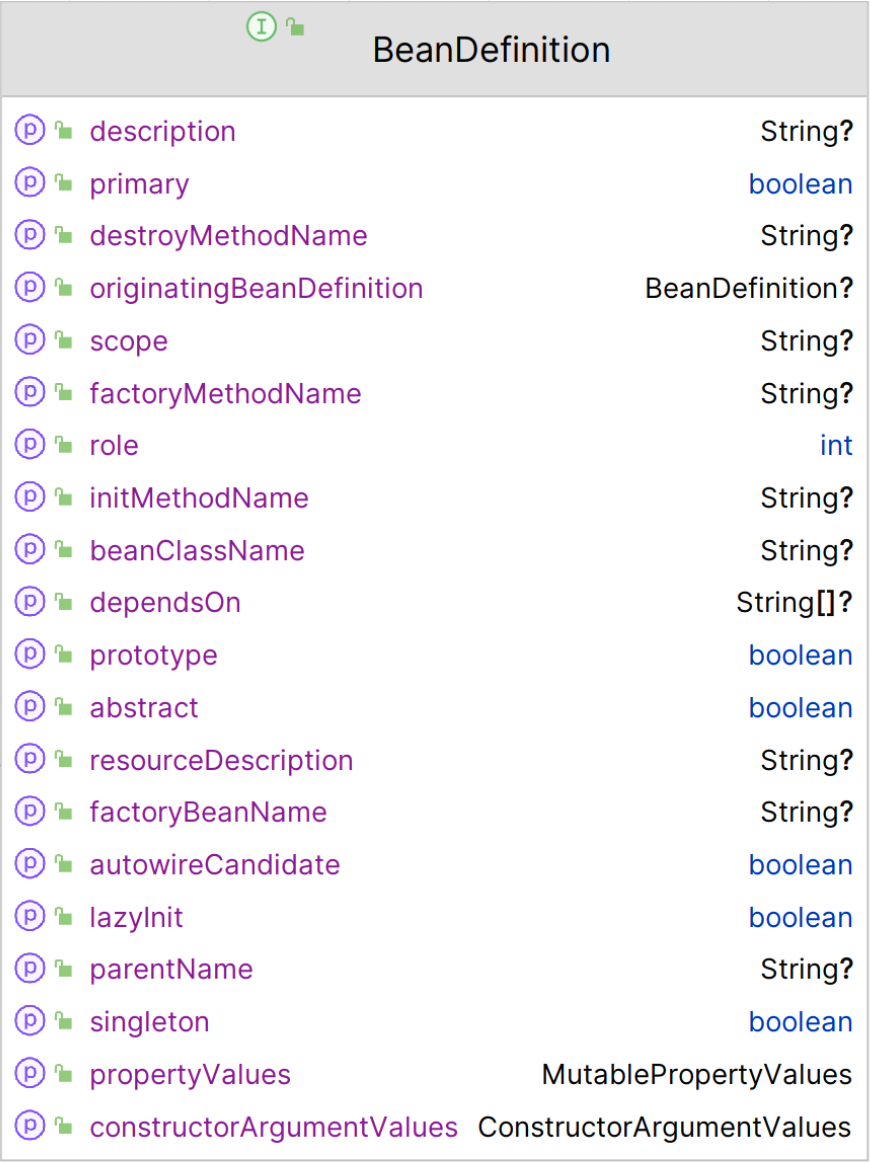 I
BeanDefinition
p description String?
p primary boolean
p destroyMethodName String?
p originatingBeanDefinition BeanDefinition?
p scope String?
p factoryMethodName String?
p role int
p initMethodName String?
p beanClassName String?
p dependsOn String[]?
p prototype boolean
p abstract boolean
p resourceDescription String?
p factoryBeanName String?
p autowireCandidate boolean
p lazyInit boolean
p parentName String?
p singleton boolean
p propertyValues MutablePropertyValues
p constructorArgumentValues ConstructorArgumentValues